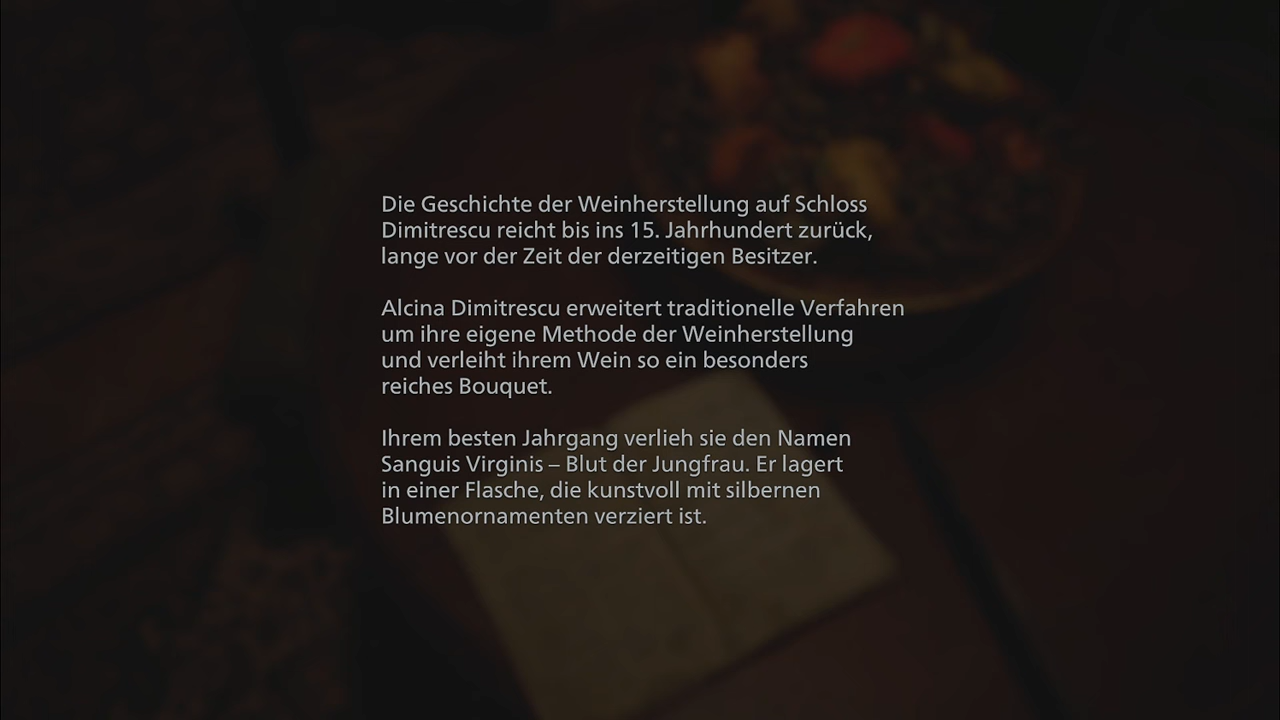 Die Geschichte der Weinherstellung auf Schloss
Dimitrescu reicht bis ins 15. Jahrhundert zurück,
lange vor der Zeit der derzeitigen Besitzer.
Alcina Dimitrescu erweitert traditionelle Verfahren
um ihre eigene Methode der Weinherstellung
und verleiht ihrem Wein so ein besonders
reiches Bouquet.
Ihrem besten Jahrgang verlieh sie den Namen
Sanguis Virginis – Blut der Jungfrau. Er lagert
in einer Flasche, die kunstvoll mit silbernen
Blumenornamenten verziert ist.